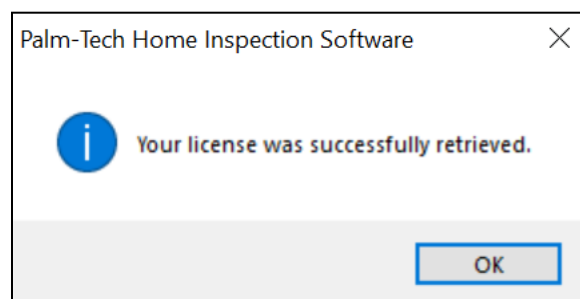 Palm-Tech Home Inspection Software
i
Your license was successfully retrieved.
OK